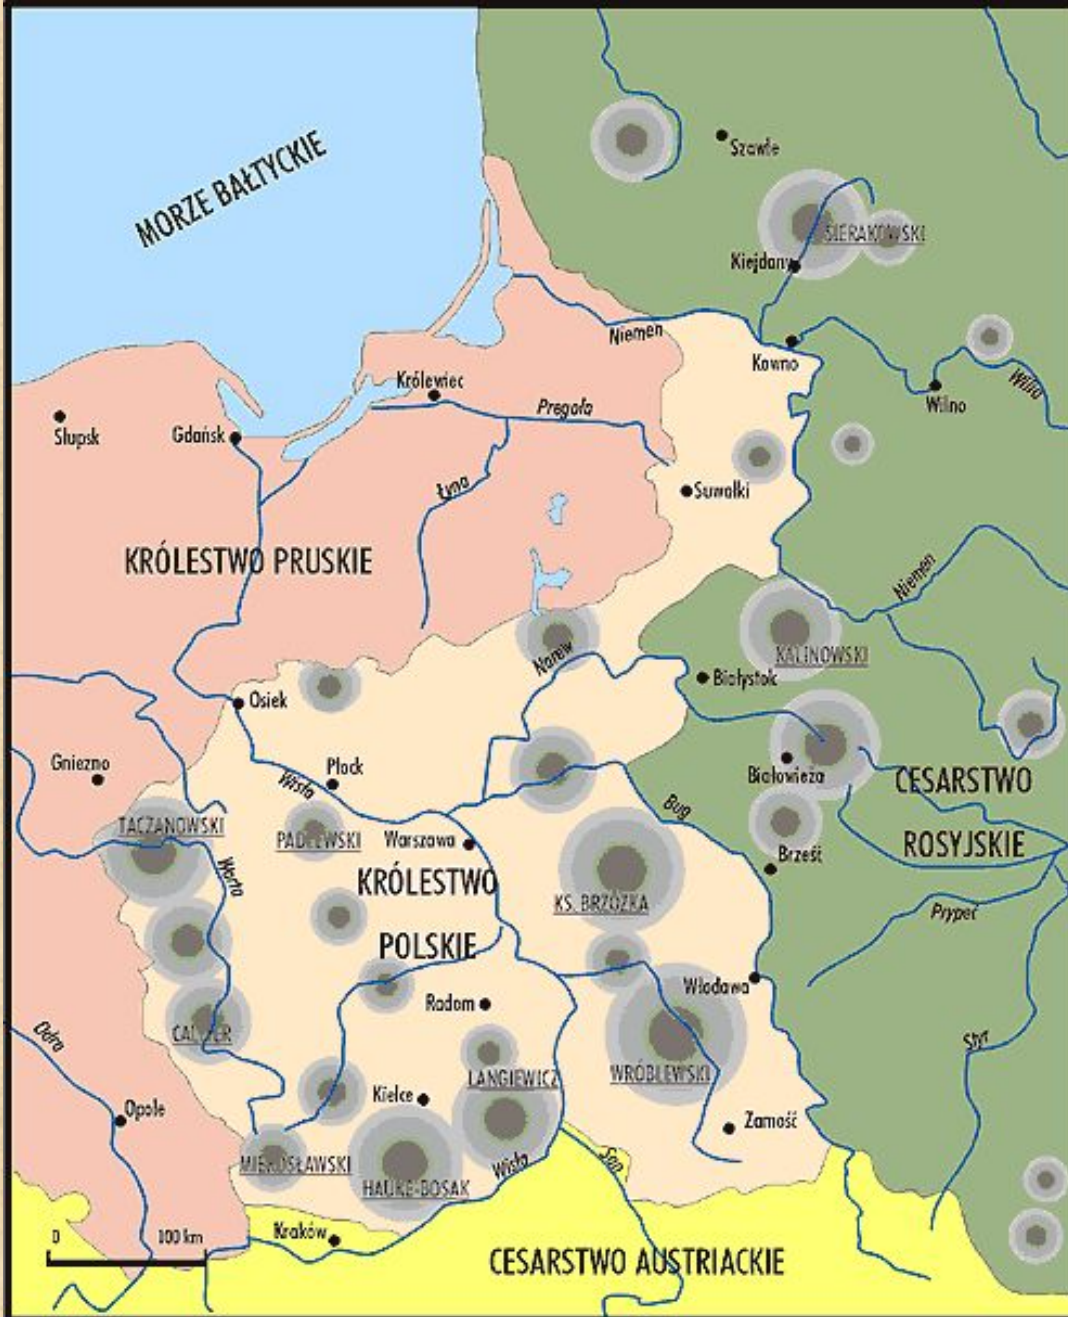 MORZE BAŁTYCKIE
Szawle
SIERAKOWSKI
Kiejdany
Niemen
Kowno
Wilno
Wilia
Królewiec
Pregoła
Słupsk
Gdańsk
Suwałki
Łyna
KRÓLESTWO PRUSKIE
Niemen
KALINOWSKI
Narew
Białystok
Osiek
Gniezno
Płock
Wisła
Białowieża
CESARSTWO
Bug
TACZANOWSKI
PADLEWSKI
Warszawa
ROSYJSKIE
Brześć
Warta
KRÓLESTWO
KS. BRZÓZKA
Prypeć
POLSKIE
Włodawa
Radom
Odra
Styr
LANGIEWICZ
WRÓBLEWSKI
Kielce
Opole
Zamość
MIEROSŁAWSKI
HAUKE-BOSAK
Wisła
San
Kraków
0 100 km
CESARSTWO AUSTRIACKIE